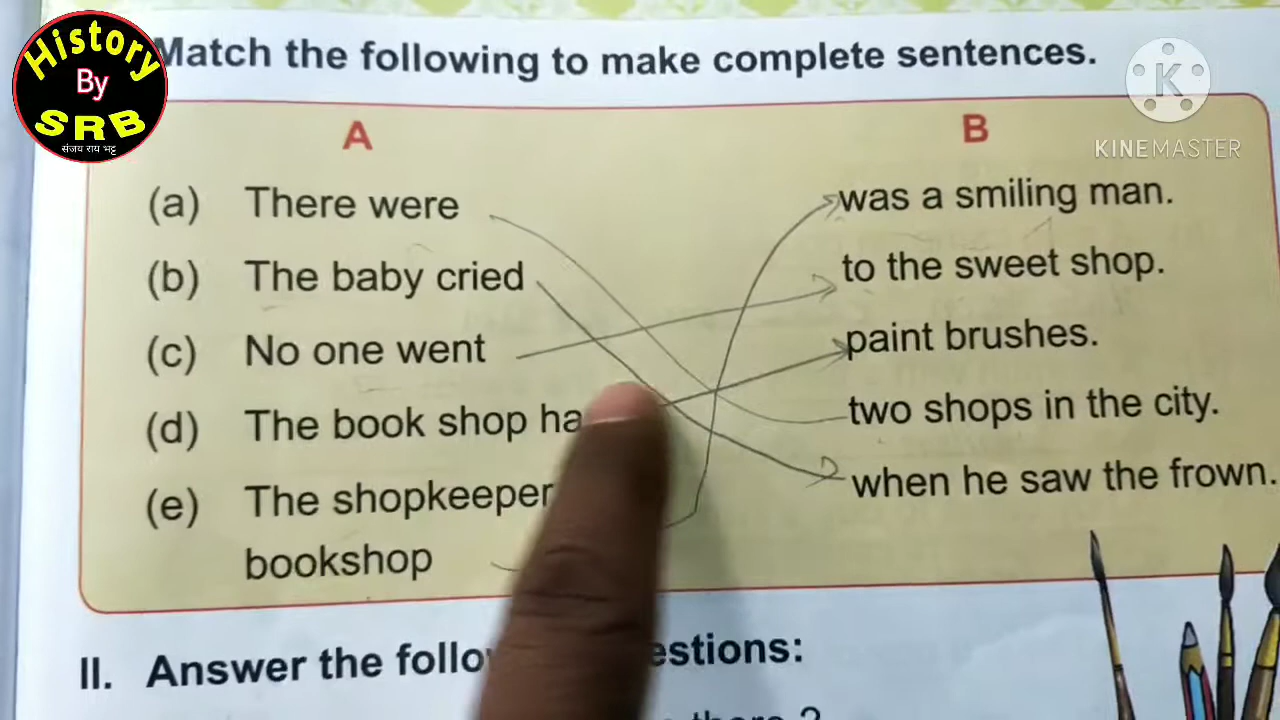 History
By
SRB
संजय राय भट्ट
Match the following to make complete sentences.
KINEMASTER
A B
(a) There were was a smiling man.
(b) The baby cried to the sweet shop.
(c) No one went paint brushes.
(d) The book shop ha two shops in the city.
(e) The shopkeeper when he saw the frown.
bookshop
II. Answer the follo estions:
there ?